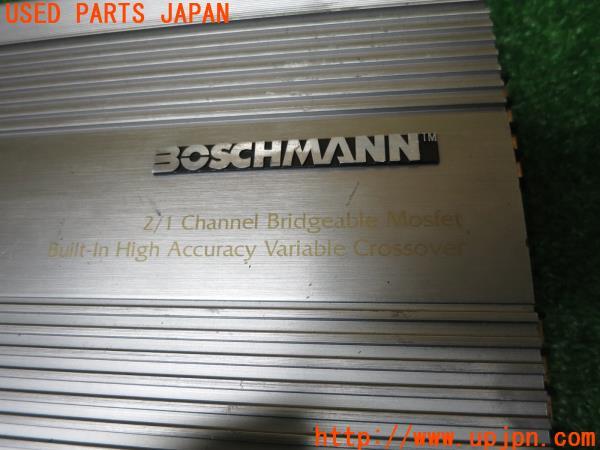 USED PARTS JAPAN
BOSCHMANN™
2/1 Channel Bridgeable Mosfet
Built-In High Accuracy Variable Crossover
http://www.upjpn.com/